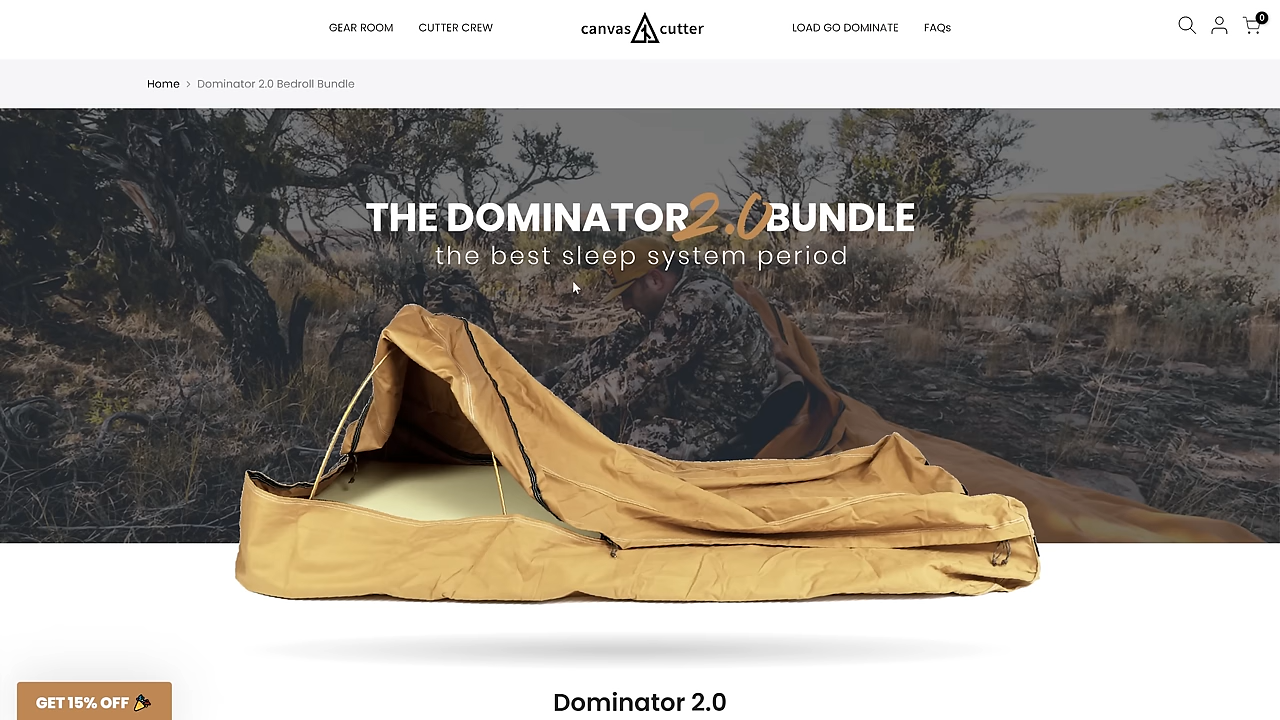 GEAR ROOM
CUTTER CREW
canvas cutter
LOAD GO DOMINATE
FAQs
0
Home > Dominator 2.0 Bedroll Bundle
THE DOMINATOR 2.0 BUNDLE
the best sleep system period
GET 15% OFF
Dominator 2.0